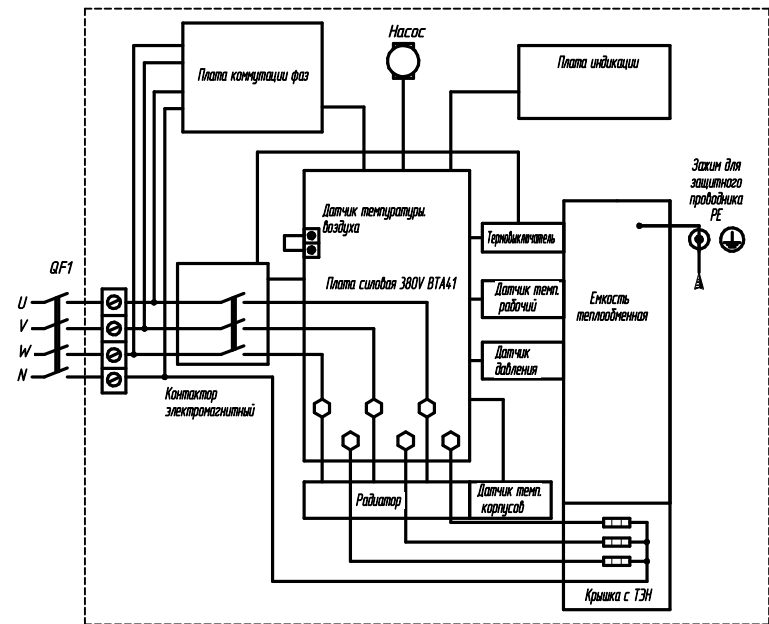 Насос
Плата коммутации фаз
Плата индикации
Зажим для
защитного
проводника
PE
Датчик температуры.
воздуха
Термовыключатель
QF1
Плата силовая 380V BTA41
Датчик темп.
рабочий
Емкость
теплообменная
U
V
W
N
Датчик
давления
Контактор
электромагнитный
Радиатор
Датчик темп.
корпусов
Крышка с ТЭН